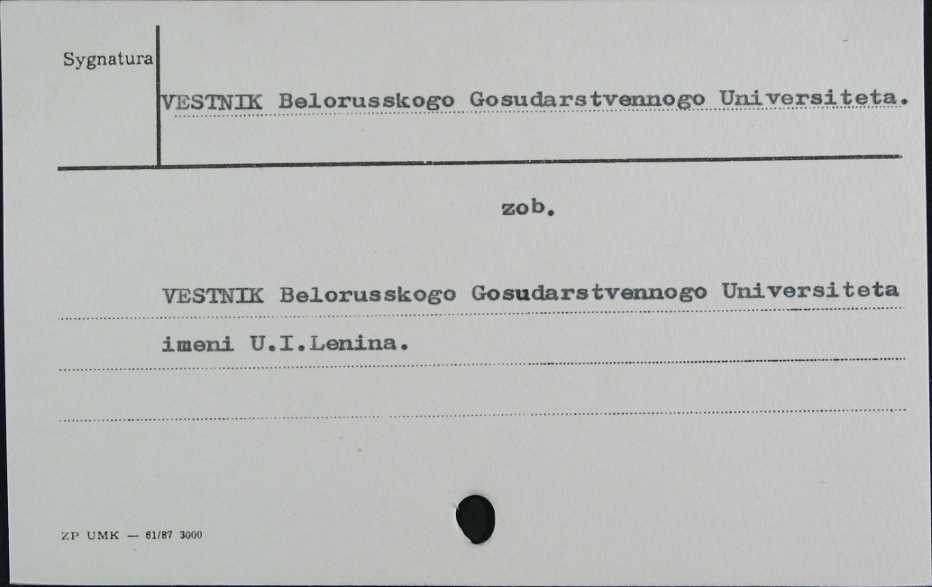 Sygnatura
VESTNIK Belorusskogo Gosudarstvennogo Universiteta.
zob.
VESTNIK Belorusskogo Gosudarstvennogo Universiteta
imeni U.I.Lenina.
ZP UMK — 61/87 3000